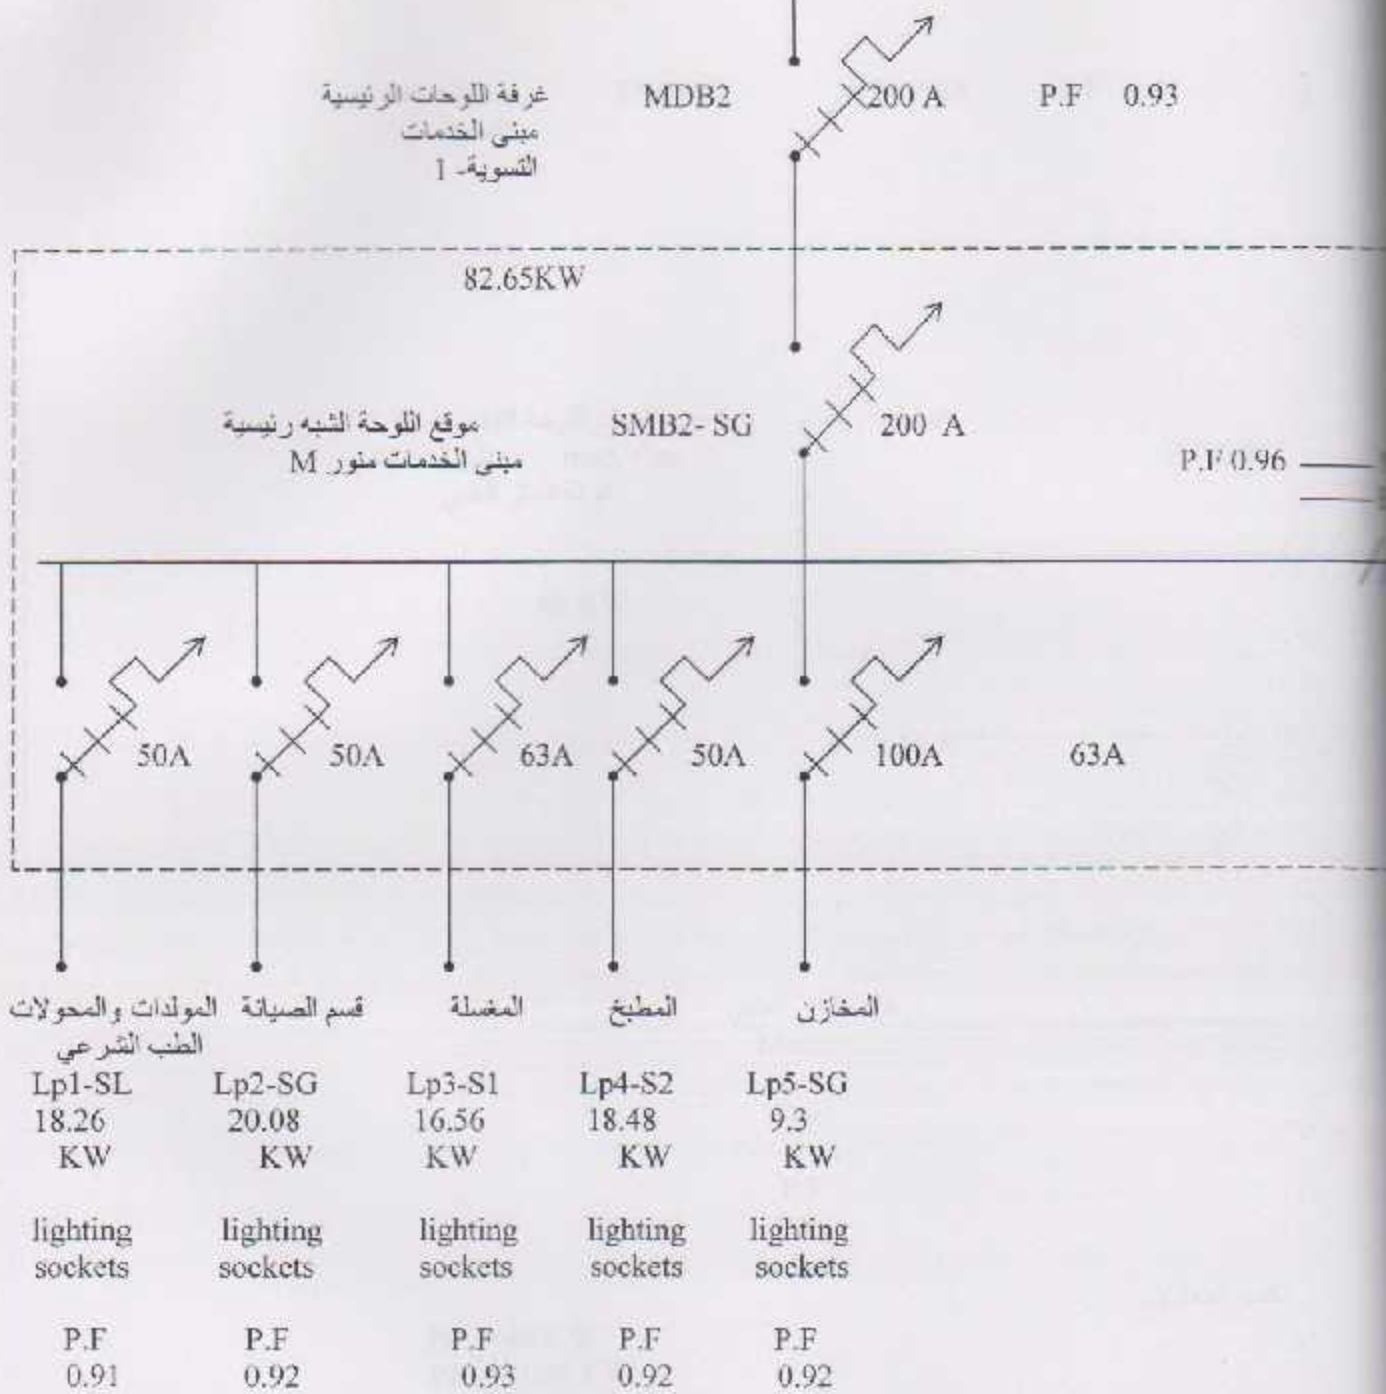 غرفة اللوحات الرئيسية MDB2 200 A P.F 0.93
مبنى الخدمات
التسوية- 1
82.65KW
موقع اللوحة الشبه رئيسية SMB2- SG 200 A
مبنى الخدمات منور M
P.F 0.96
50A 50A 63A 50A 100A 63A
المولدات والمحولات قسم الصيانة المغسلة المطبخ المخازن
الطب الشرعي
Lp1-SL Lp2-SG Lp3-S1 Lp4-S2 Lp5-SG
18.26 20.08 16.56 18.48 9.3
KW KW KW KW KW
lighting lighting lighting lighting lighting
sockets sockets sockets sockets sockets
P.F P.F P.F P.F P.F
0.91 0.92 0.93 0.92 0.92